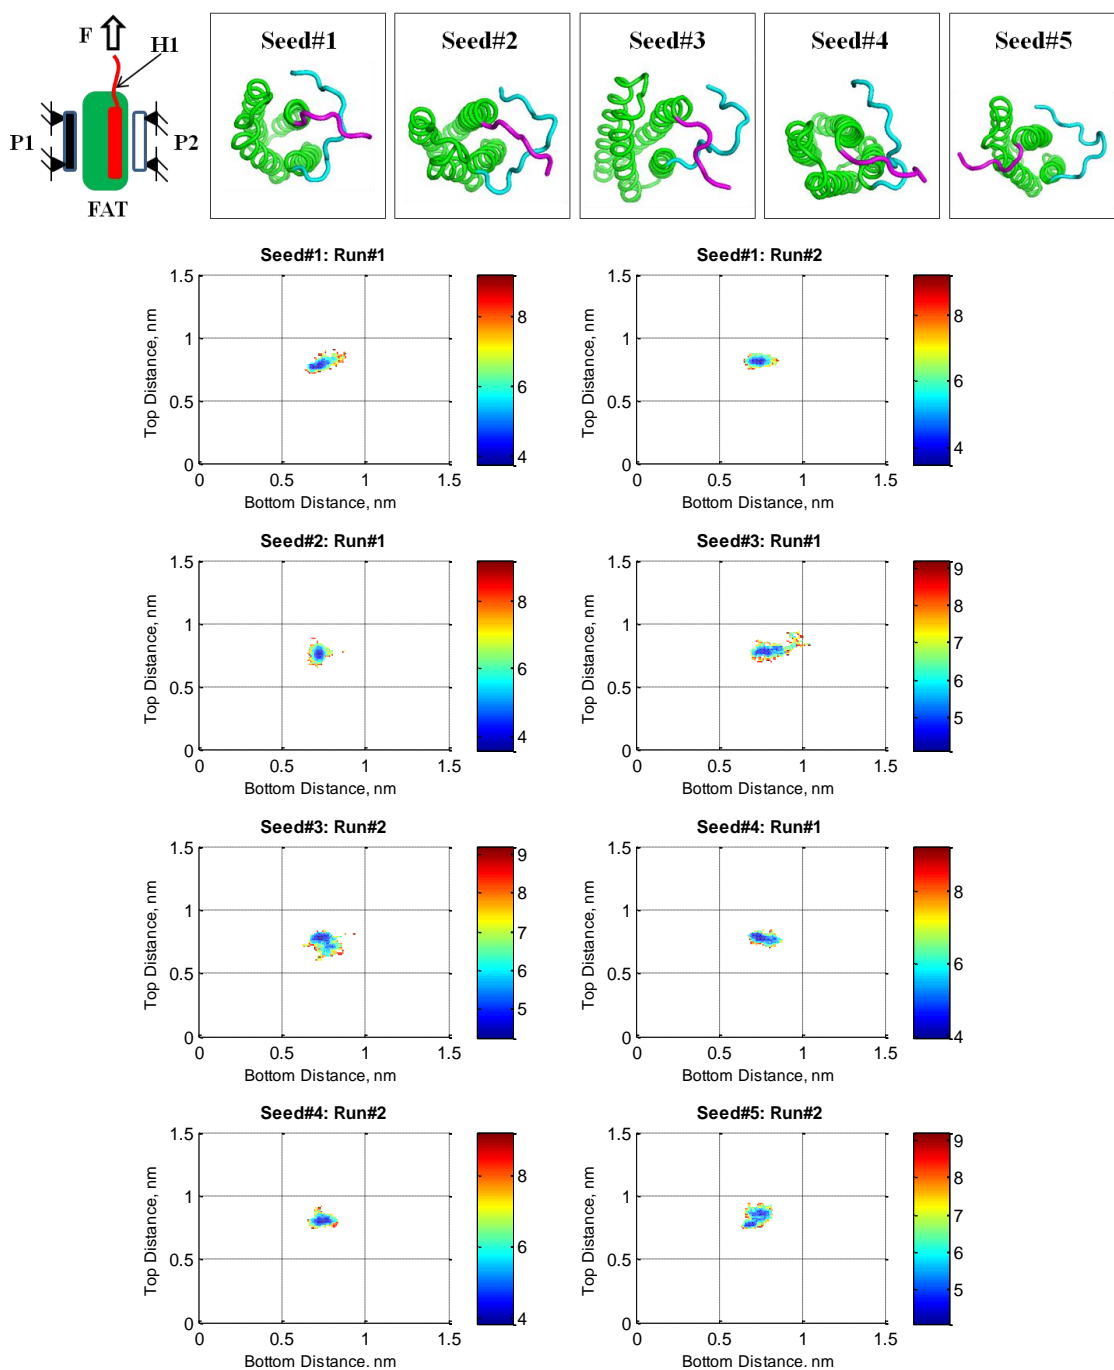 F
H1
P1
P2
FAT
Seed#1
Seed#2
Seed#3
Seed#4
Seed#5
Seed#1: Run#1
1.5
1
0.5
0
0
0.5
1
1.5
Top Distance, nm
Bottom Distance, nm
8
6
4
Seed#1: Run#2
1.5
1
0.5
0
0
0.5
1
1.5
Top Distance, nm
Bottom Distance, nm
8
6
4
Seed#2: Run#1
1.5
1
0.5
0
0
0.5
1
1.5
Top Distance, nm
Bottom Distance, nm
8
6
4
Seed#3: Run#1
1.5
1
0.5
0
0
0.5
1
1.5
Top Distance, nm
Bottom Distance, nm
9
8
7
6
5
Seed#3: Run#2
1.5
1
0.5
0
0
0.5
1
1.5
Top Distance, nm
Bottom Distance, nm
9
8
7
6
5
Seed#4: Run#1
1.5
1
0.5
0
0
0.5
1
1.5
Top Distance, nm
Bottom Distance, nm
8
6
4
Seed#4: Run#2
1.5
1
0.5
0
0
0.5
1
1.5
Top Distance, nm
Bottom Distance, nm
8
6
4
Seed#5: Run#2
1.5
1
0.5
0
0
0.5
1
1.5
Top Distance, nm
Bottom Distance, nm
9
8
7
6
5